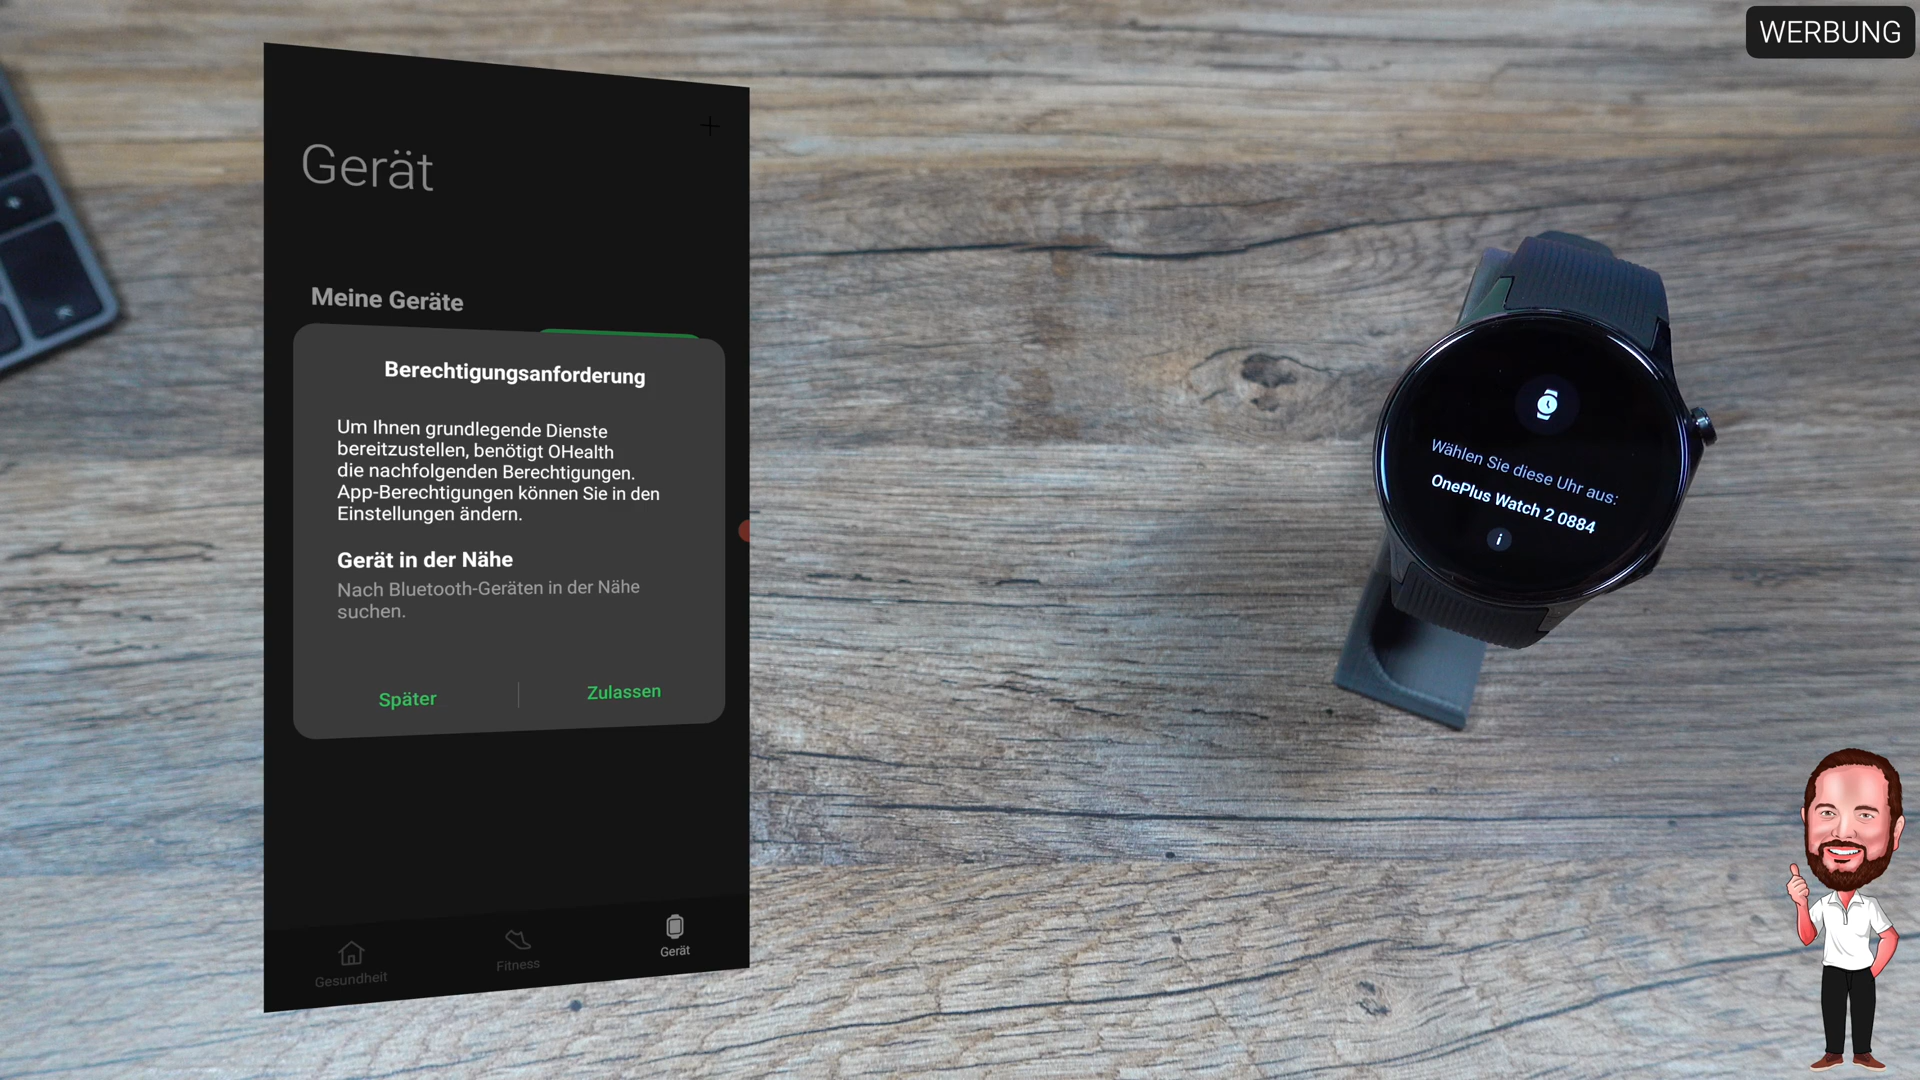 WERBUNG
Gerät
Meine Geräte
Berechtigungsanforderung
Um Ihnen grundlegende Dienste
bereitzustellen, benötigt OHealth
die nachfolgenden Berechtigungen.
App-Berechtigungen können Sie in den
Einstellungen ändern.
Gerät in der Nähe
Nach Bluetooth-Geräten in der Nähe
suchen.
Später
Zulassen
Gesundheit
Fitness
Gerät
Wählen Sie diese Uhr aus:
OnePlus Watch 2 0884
i